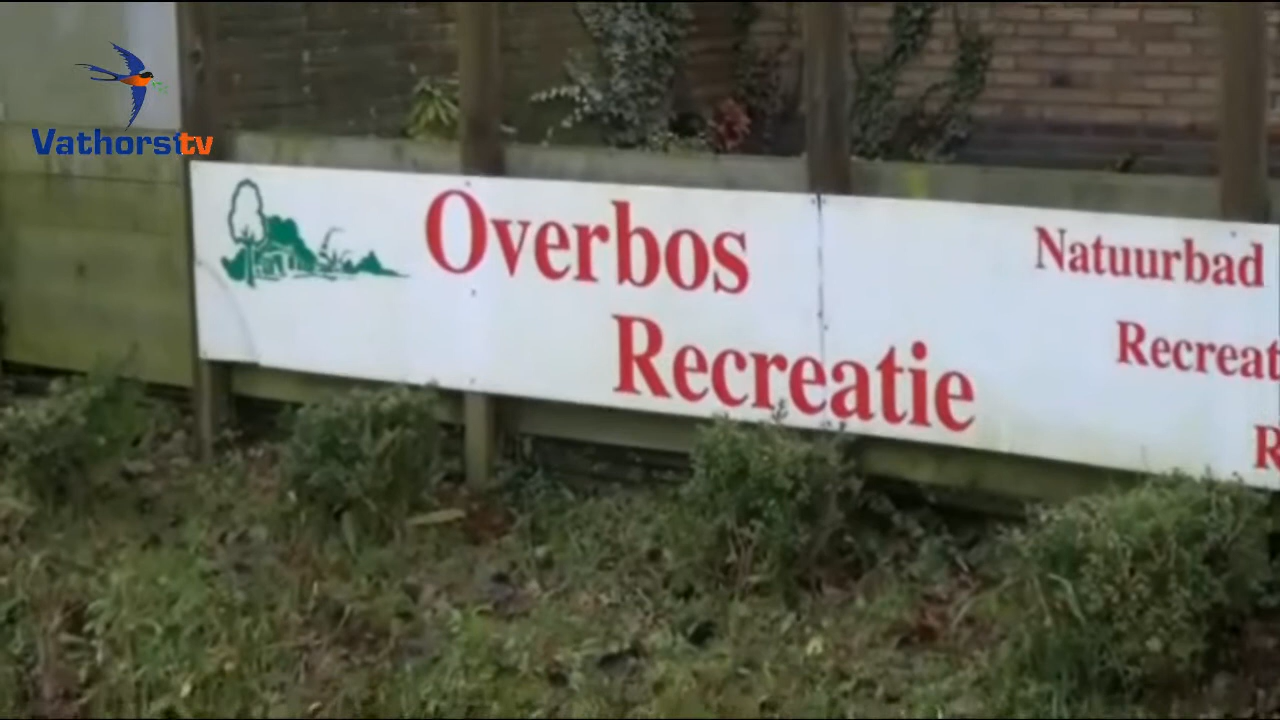 Vathorst tv
Overbos
Recreatie
Natuurbad
Recreat
R